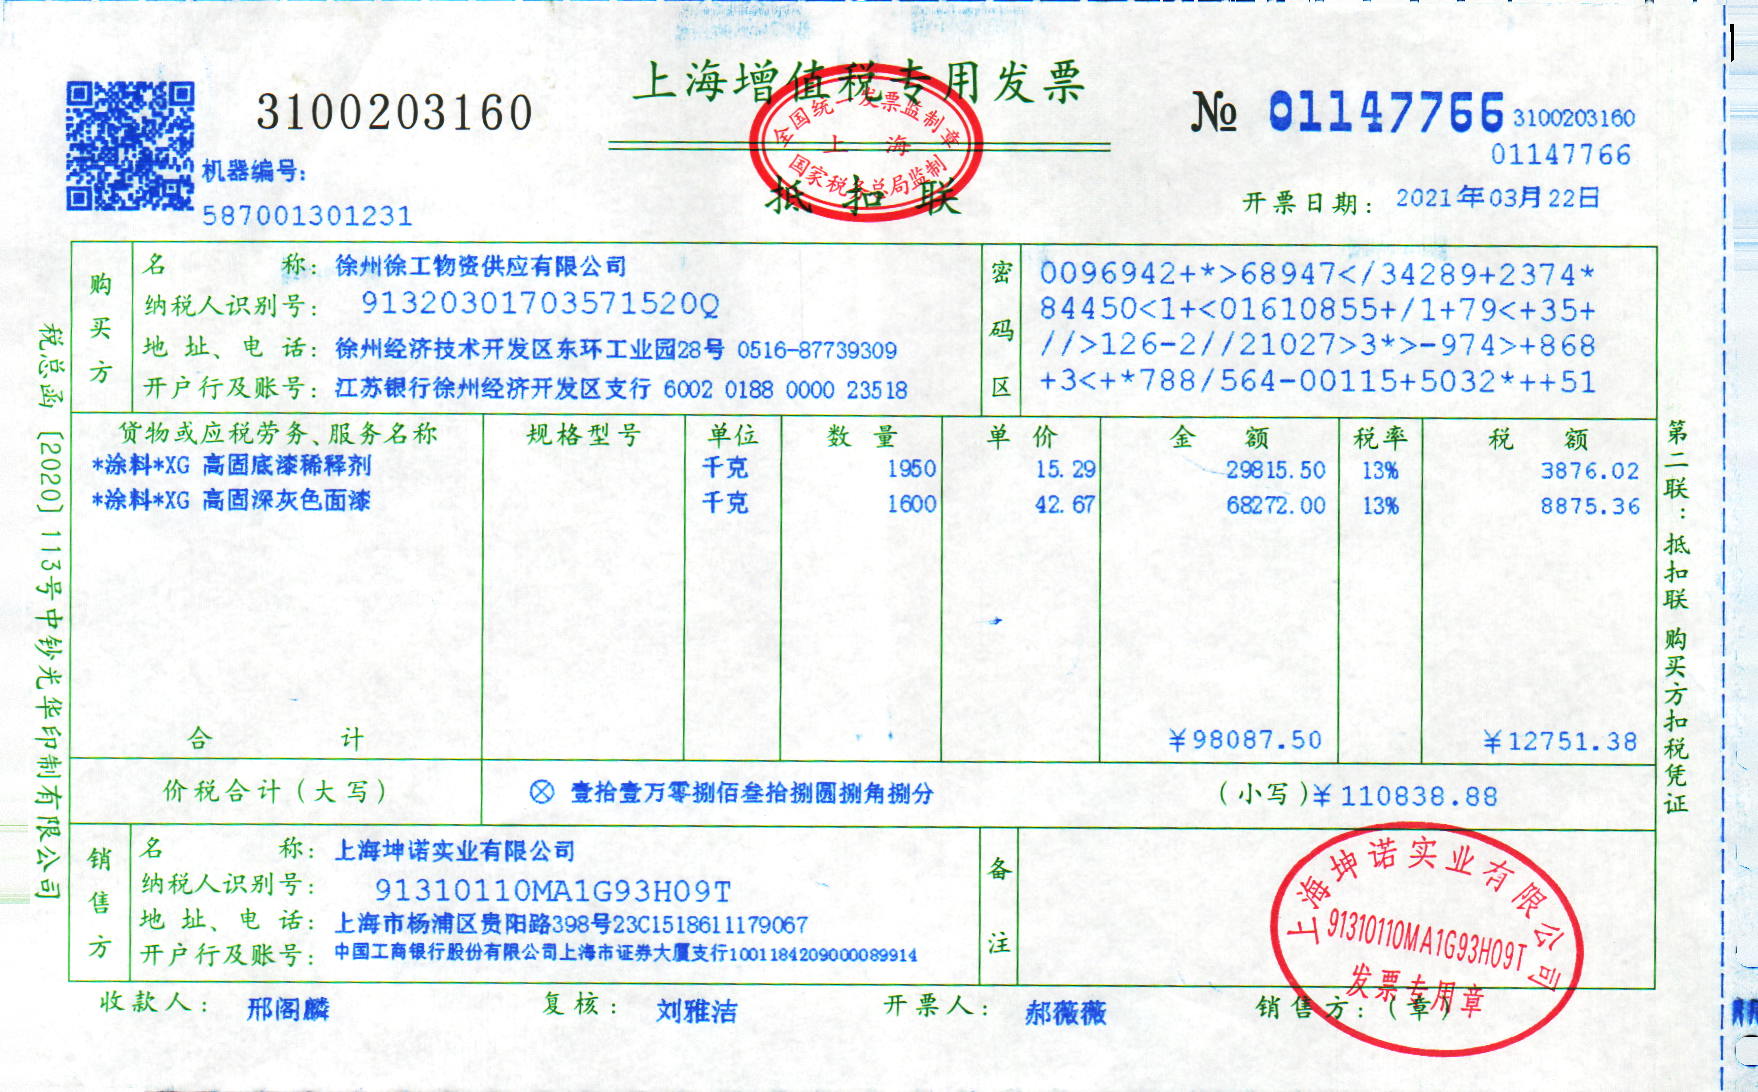 上海增值税专用发票
抵扣联
全国统一发票监制章
上海
国家税务总局监制
3100203160
机器编号:
587001301231
№ 01147766 3100203160
01147766
开票日期: 2021年03月22日
购买方
名称: 徐州徐工物资供应有限公司
纳税人识别号: 91320301703571520Q
地址、电话: 徐州经济技术开发区东环工业园28号 0516-87739309
开户行及账号: 江苏银行徐州经济开发区支行 6002 0188 0000 23518
密码区
0096942+*>68947</34289+2374*
84450<1+<01610855+/1+79<+35+
//>126-2//21027>3*>-974>+868
+3<+*788/564-00115+5032*++51
货物或应税劳务、服务名称 规格型号 单位 数量 单价 金额 税率 税额
*涂料*XG 高固底漆稀释剂 千克 1950 15.29 29815.50 13% 3876.02
*涂料*XG 高固深灰色面漆 千克 1600 42.67 68272.00 13% 8875.36
合计 ¥98087.50 ¥12751.38
价税合计(大写) ⊗ 壹拾壹万零捌佰叁拾捌圆捌角捌分 (小写)¥110838.88
销售方
名称: 上海坤诺实业有限公司
纳税人识别号: 91310110MA1G93H09T
地址、电话: 上海市杨浦区贵阳路398号23C1518611179067
开户行及账号: 中国工商银行股份有限公司上海市证券大厦支行1001184209000089914
备注
上海坤诺实业有限公司
91310110MA1G93H09T
发票专用章
收款人: 邢阁麟 复核: 刘雅洁 开票人: 郝薇薇 销售方:(章)
税总函〔2020〕113号中钞光华印制有限公司
第二联:抵扣联 购买方扣税凭证